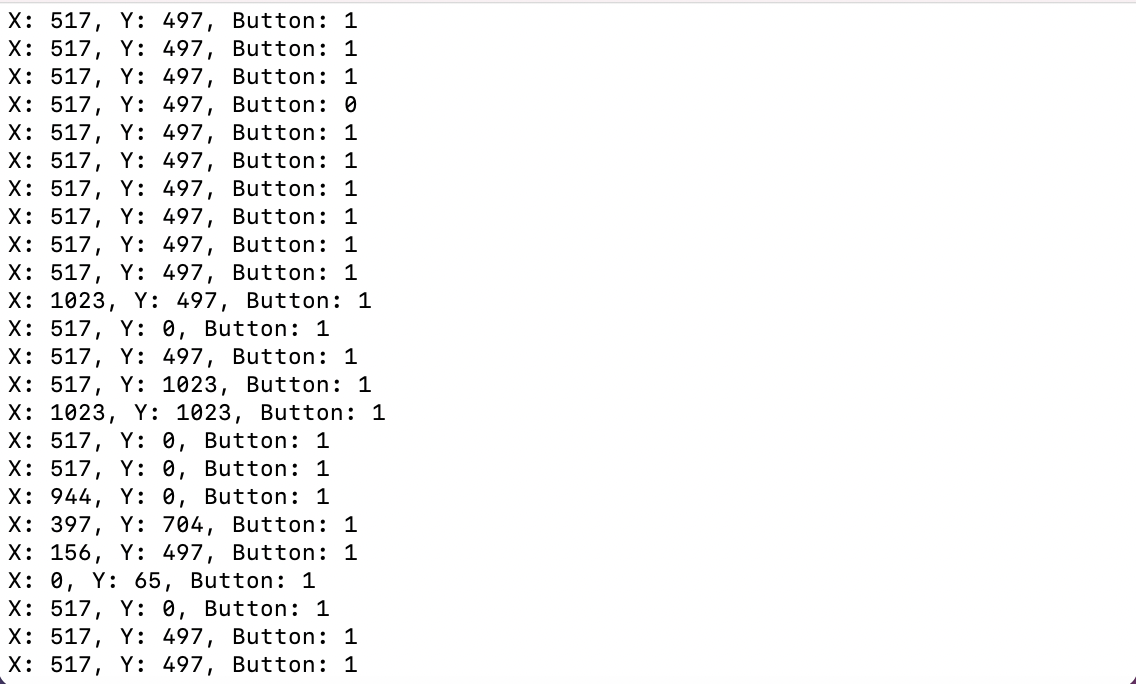 X: 517, Y: 497, Button: 1
X: 517, Y: 497, Button: 1
X: 517, Y: 497, Button: 1
X: 517, Y: 497, Button: 0
X: 517, Y: 497, Button: 1
X: 517, Y: 497, Button: 1
X: 517, Y: 497, Button: 1
X: 517, Y: 497, Button: 1
X: 517, Y: 497, Button: 1
X: 517, Y: 497, Button: 1
X: 1023, Y: 497, Button: 1
X: 517, Y: 0, Button: 1
X: 517, Y: 497, Button: 1
X: 517, Y: 1023, Button: 1
X: 1023, Y: 1023, Button: 1
X: 517, Y: 0, Button: 1
X: 517, Y: 0, Button: 1
X: 944, Y: 0, Button: 1
X: 397, Y: 704, Button: 1
X: 156, Y: 497, Button: 1
X: 0, Y: 65, Button: 1
X: 517, Y: 0, Button: 1
X: 517, Y: 497, Button: 1
X: 517, Y: 497, Button: 1